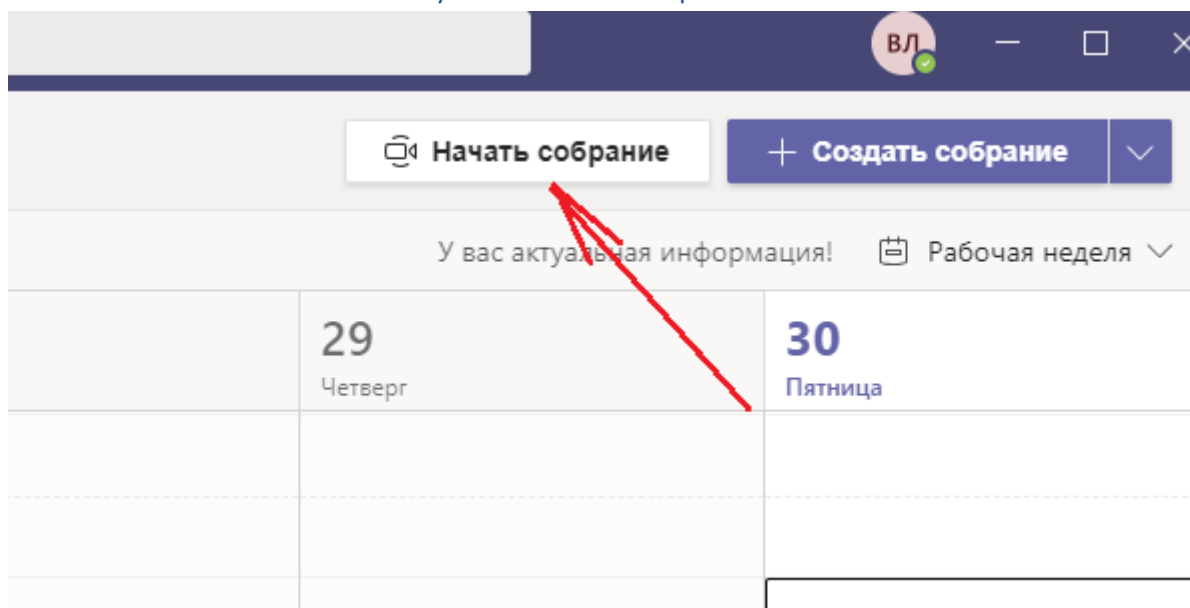 ВЛ
Начать собрание
Создать собрание
У вас актуальная информация!
Рабочая неделя
29
Четверг
30
Пятница